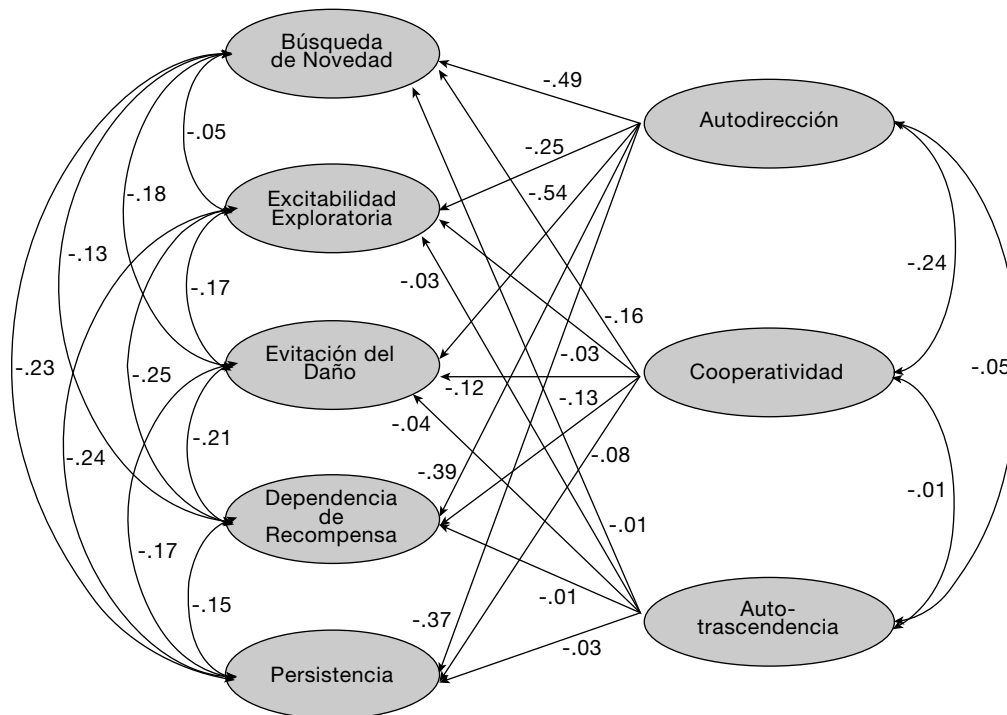 Búsqueda
de Novedad
-.49
Autodirección
-.05
-.25
-.18
-.54
Excitabilidad
Exploratoria
-.13
-.03
-.24
-.17
-.16
-.23
Evitación del
Daño
-.03
Cooperatividad
-.05
-.25
-.12
-.13
-.04
-.21
-.24
-.08
-.39
-.01
Dependencia
de
Recompensa
-.01
-.17
-.15
-.01
Auto-
trascendencia
-.37
-.03
Persistencia